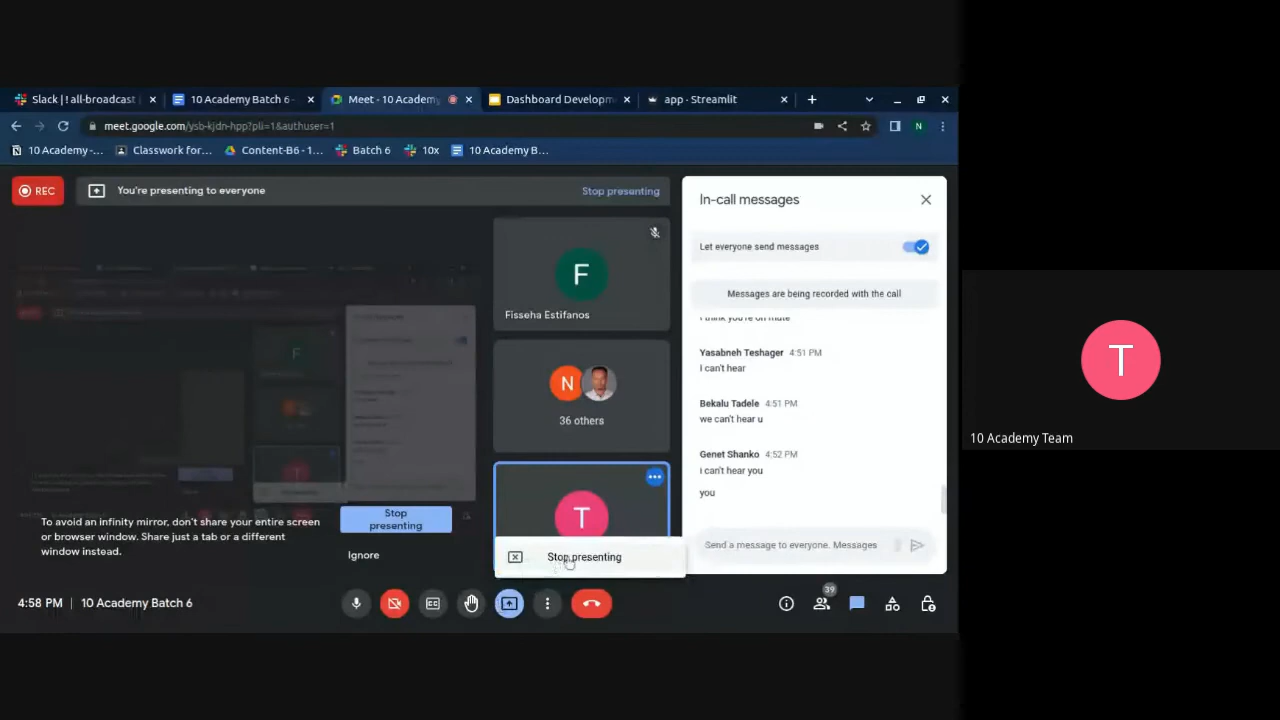 Slack | ! all-broadcast
10 Academy Batch 6 -
Meet - 10 Academy
Dashboard Developm
app · Streamlit
meet.google.com/ysb-kjdn-hpp?pli=1&authuser=1
N
10 Academy -...
Classwork for...
Content-B6 - 1...
Batch 6
10x
10 Academy B...
REC
You're presenting to everyone
Stop presenting
In-call messages
Let everyone send messages
Messages are being recorded with the call
I think you're on mute
Yasabneh Teshager 4:51 PM
I can't hear
Bekalu Tadele 4:51 PM
we can't hear u
Genet Shanko 4:52 PM
i can't hear you
you
Send a message to everyone. Messages
F
Fisseha Estifanos
N
36 others
T
Stop presenting
To avoid an infinity mirror, don't share your entire screen
or browser window. Share just a tab or a different
window instead.
Stop
presenting
Ignore
4:58 PM | 10 Academy Batch 6
39
T
10 Academy Team